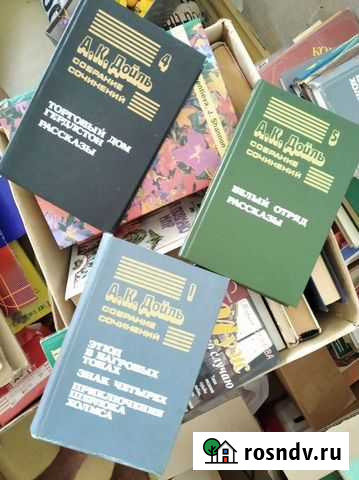 А.К. Дойль 4
СОБРАНИЕ
СОЧИНЕНИЙ
ТОРГОВЫЙ ДОМ
ГЕРДЛСТОН
РАССКАЗЫ
А.К. Дойль 5
СОБРАНИЕ
СОЧИНЕНИЙ
БЕЛЫЙ ОТРЯД
РАССКАЗЫ
А.К. Дойль 1
СОБРАНИЕ
СОЧИНЕНИЙ
ЭТЮД
В БАГРОВЫХ
ТОНАХ
ЗНАК ЧЕТЫРЕХ
ПРИКЛЮЧЕНИЯ
ШЕРЛОКА
ХОЛМСА
случаю
rosndv.ru